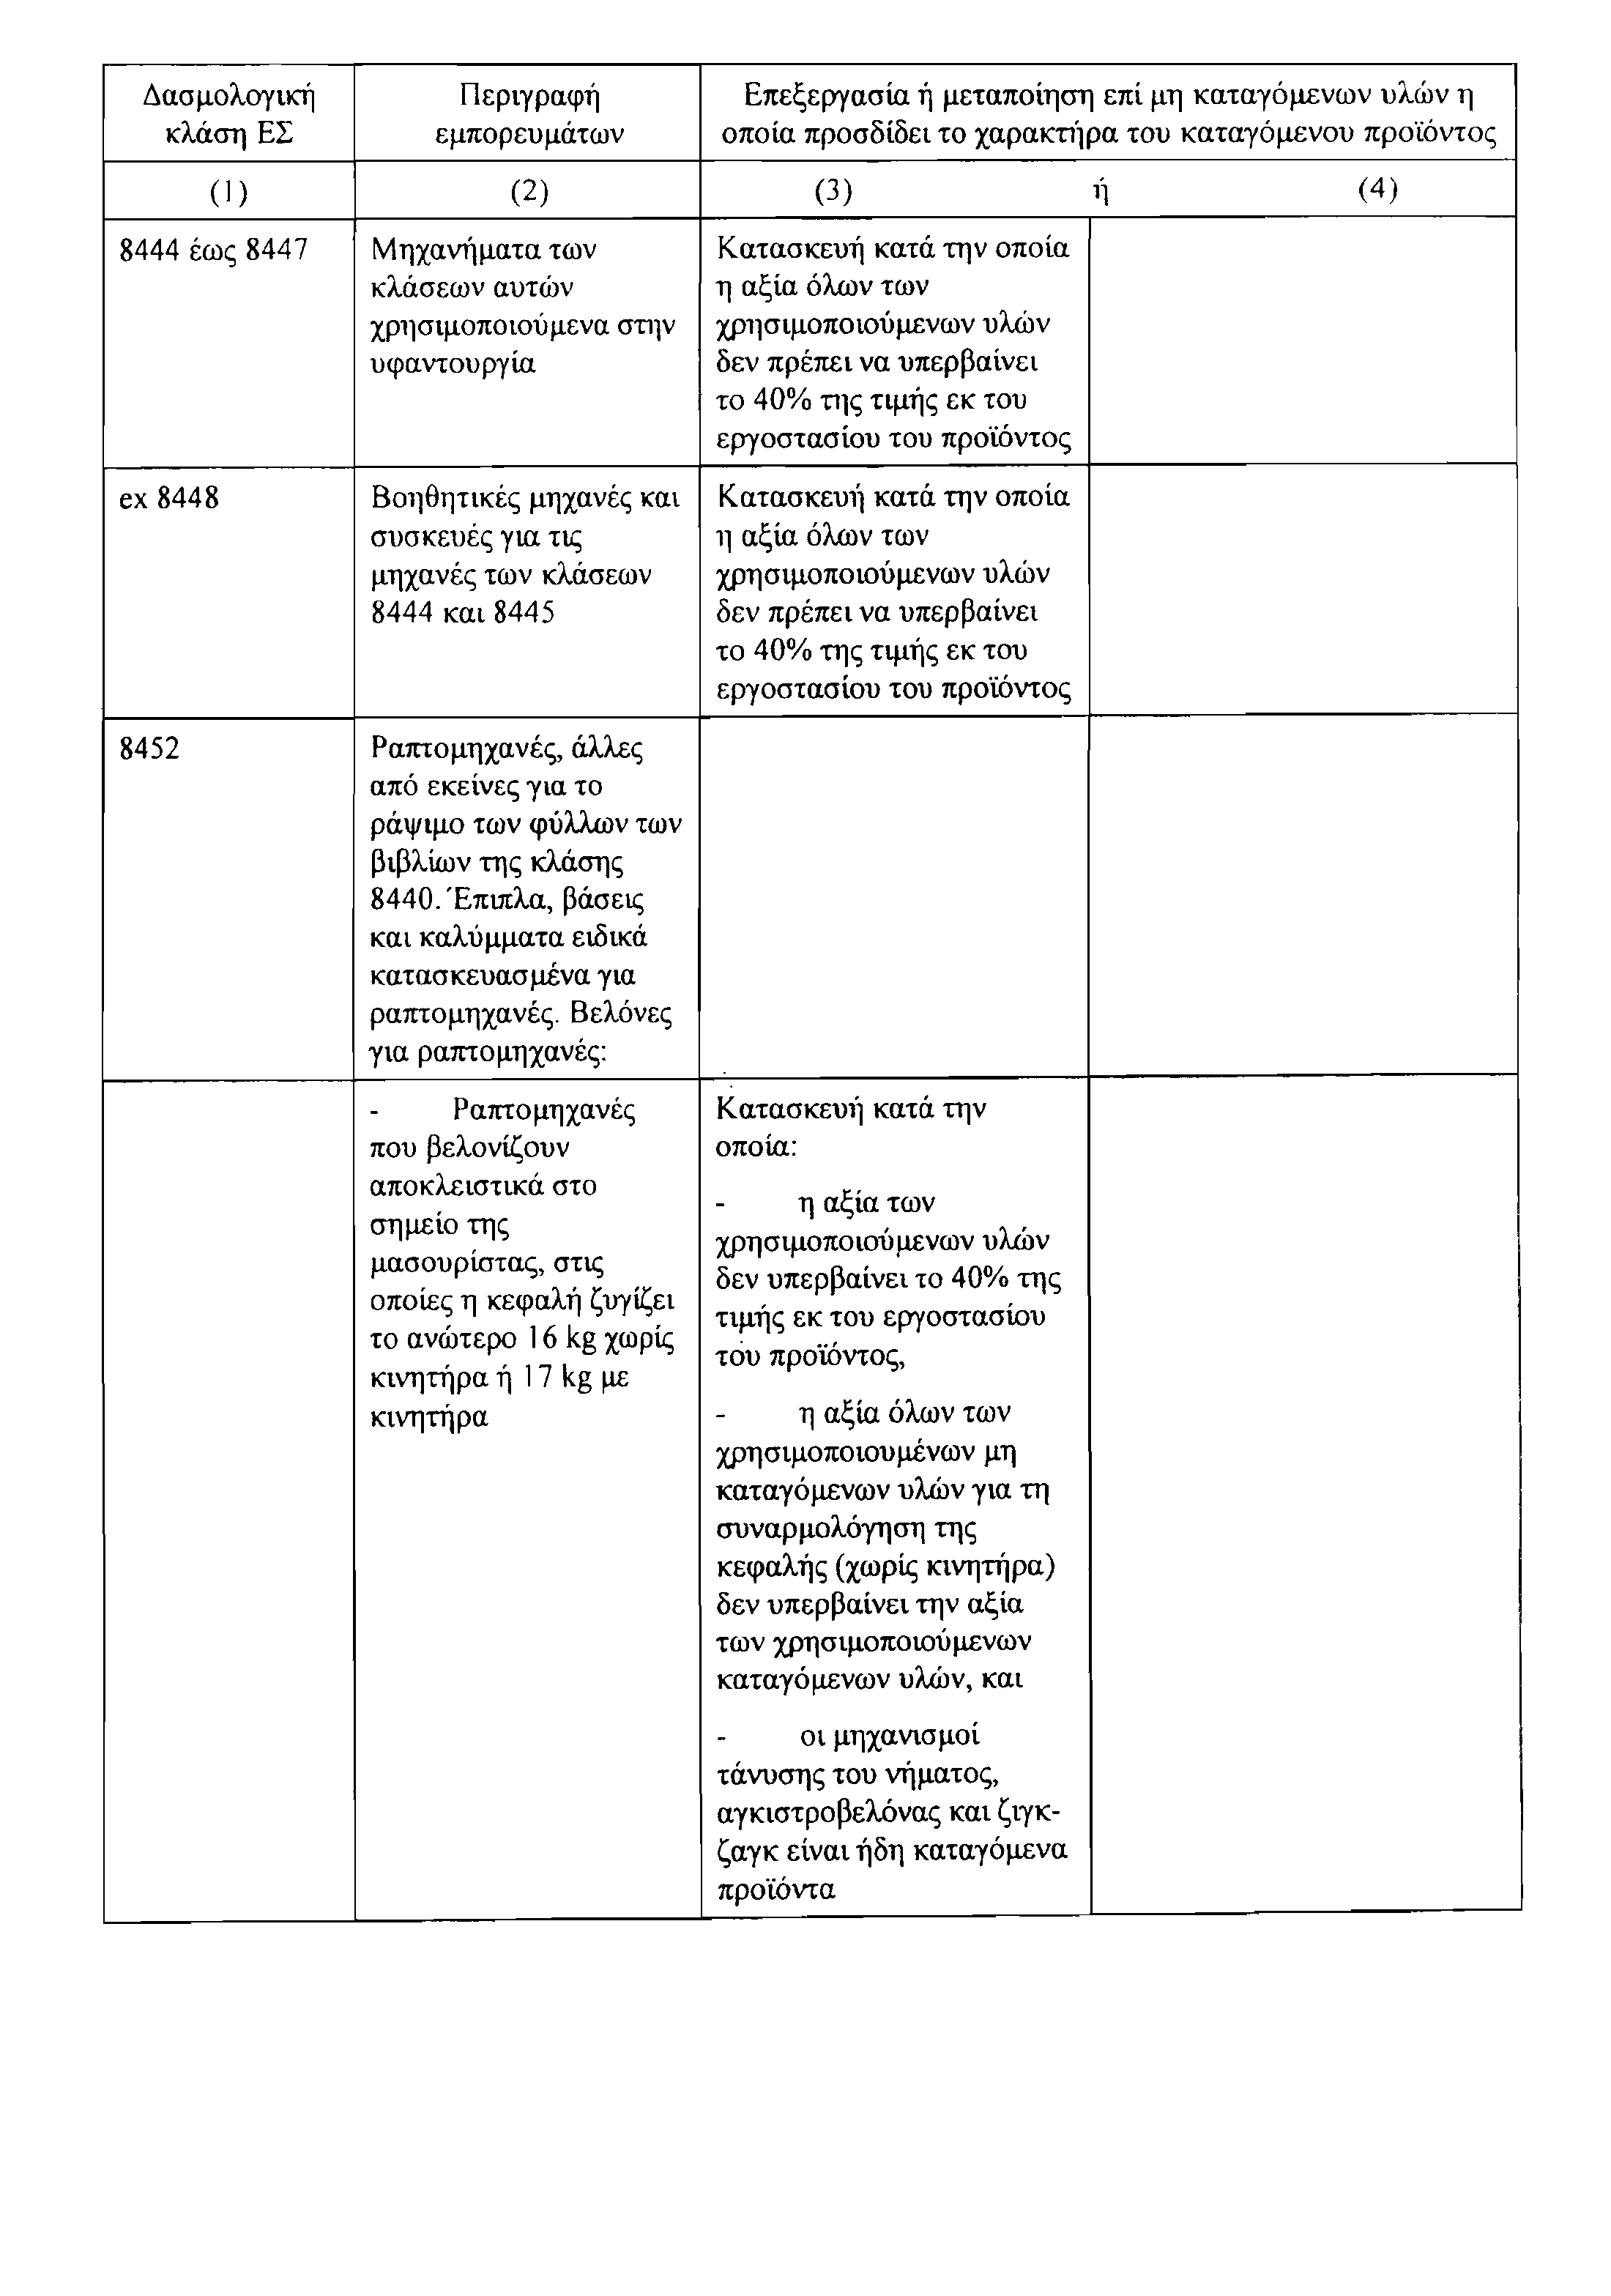 Δασμολογική
κλάση ΕΣ
Περιγραφή
εμπορευμάτων
Επεξεργασία ή μεταποίηση επί μη καταγόμενων υλών η
οποία προσδίδει το χαρακτήρα του καταγόμενου προϊόντος
(1)
(2)
(3) ή (4)
8444 έως 8447
Μηχανήματα των
κλάσεων αυτών
χρησιμοποιούμενα στην
υφαντουργία
Κατασκευή κατά την οποία
η αξία όλων των
χρησιμοποιούμενων υλών
δεν πρέπει να υπερβαίνει
το 40% της τιμής εκ του
εργοστασίου του προϊόντος
ex 8448
Βοηθητικές μηχανές και
συσκευές για τις
μηχανές των κλάσεων
8444 και 8445
Κατασκευή κατά την οποία
η αξία όλων των
χρησιμοποιούμενων υλών
δεν πρέπει να υπερβαίνει
το 40% της τιμής εκ του
εργοστασίου του προϊόντος
8452
Ραπτομηχανές, άλλες
από εκείνες για το
ράψιμο των φύλλων των
βιβλίων της κλάσης
8440. Έπιπλα, βάσεις
και καλύμματα ειδικά
κατασκευασμένα για
ραπτομηχανές. Βελόνες
για ραπτομηχανές:
- Ραπτομηχανές
που βελονίζουν
αποκλειστικά στο
σημείο της
μασουρίστας, στις
οποίες η κεφαλή ζυγίζει
το ανώτερο 16 kg χωρίς
κινητήρα ή 17 kg με
κινητήρα
Κατασκευή κατά την
οποία:
- η αξία των
χρησιμοποιούμενων υλών
δεν υπερβαίνει το 40% της
τιμής εκ του εργοστασίου
του προϊόντος,
- η αξία όλων των
χρησιμοποιουμένων μη
καταγόμενων υλών για τη
συναρμολόγηση της
κεφαλής (χωρίς κινητήρα)
δεν υπερβαίνει την αξία
των χρησιμοποιούμενων
καταγόμενων υλών, και
- οι μηχανισμοί
τάνυσης του νήματος,
αγκιστροβελόνας και ζιγκ-
ζαγκ είναι ήδη καταγόμενα
προϊόντα